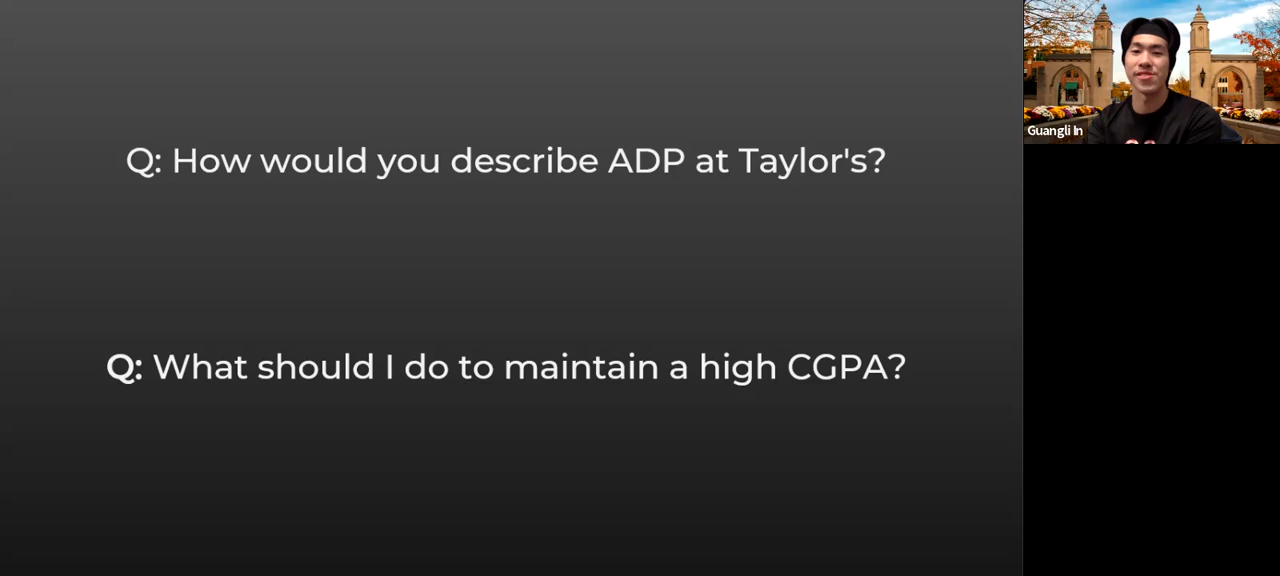 Q: How would you describe ADP at Taylor's?
Q: What should I do to maintain a high CGPA?
Guangli In